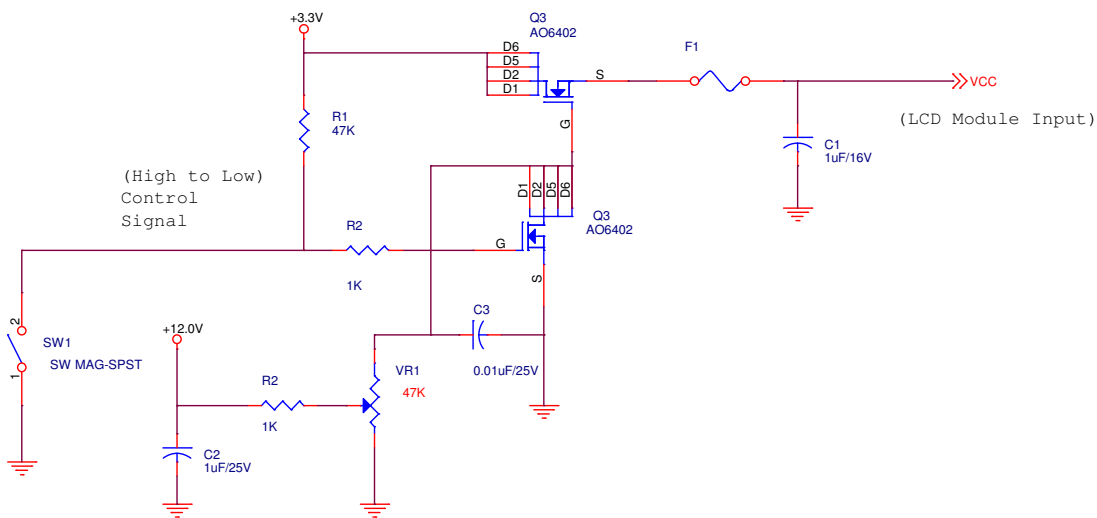 +3.3V
Q3
AO6402
D6
D5
D2
D1
S
G
F1
VCC
(LCD Module Input)
R1
47K
C1
1uF/16V
(High to Low)
Control
Signal
D1
D2
D5
D6
Q3
AO6402
R2
1K
G
S
2
1
SW1
SW MAG-SPST
+12.0V
C3
0.01uF/25V
R2
1K
VR1
47K
C2
1uF/25V